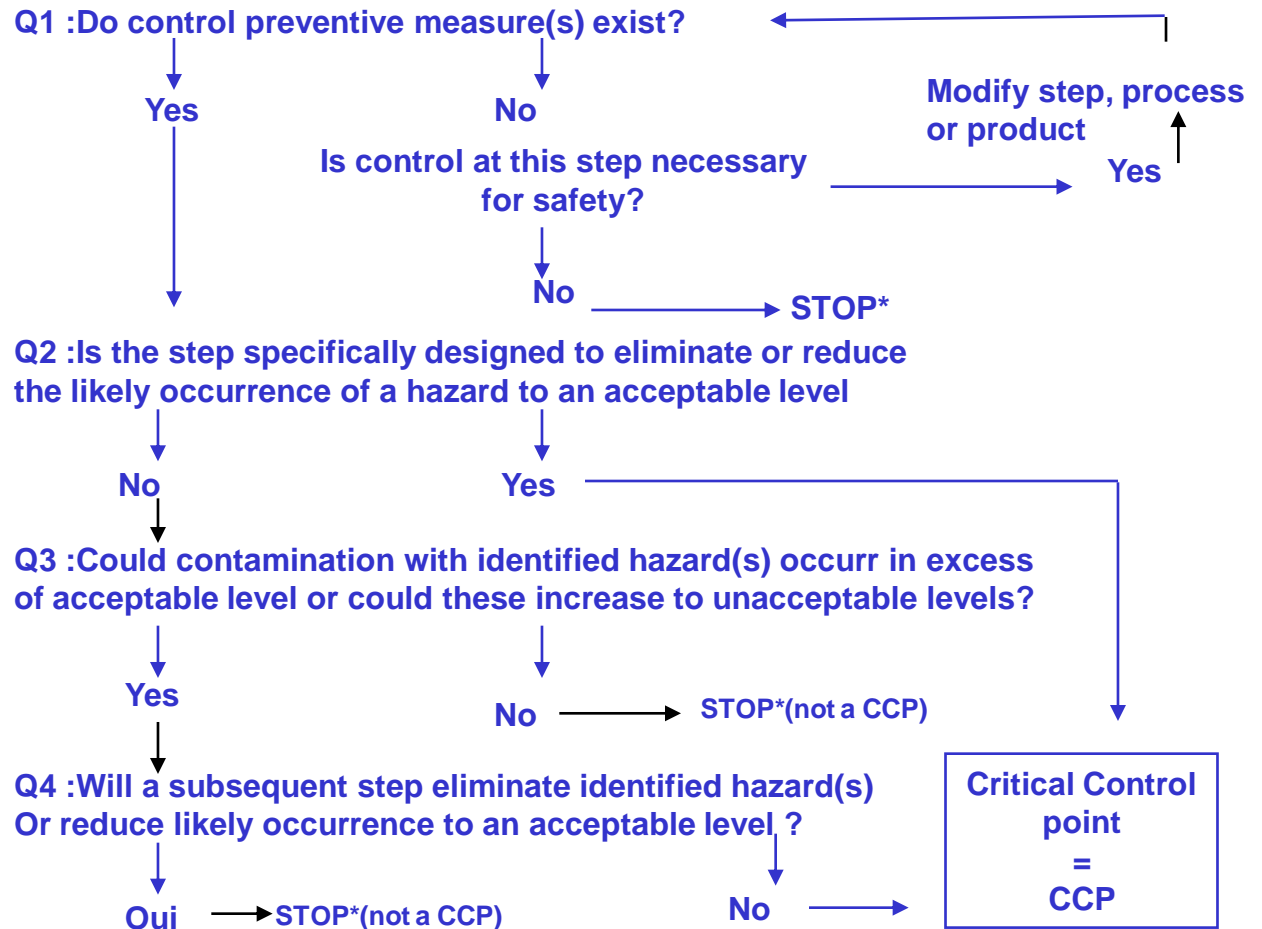 Q1 :Do control preventive measure(s) exist?
Yes
No
Modify step, process
or product
Is control at this step necessary
for safety?
Yes
No
STOP*
Q2 :Is the step specifically designed to eliminate or reduce
the likely occurrence of a hazard to an acceptable level
No
Yes
Q3 :Could contamination with identified hazard(s) occurr in excess
of acceptable level or could these increase to unacceptable levels?
Yes
No
STOP*(not a CCP)
Q4 :Will a subsequent step eliminate identified hazard(s)
Or reduce likely occurrence to an acceptable level ?
Oui
STOP*(not a CCP)
No
Critical Control
point
=
CCP